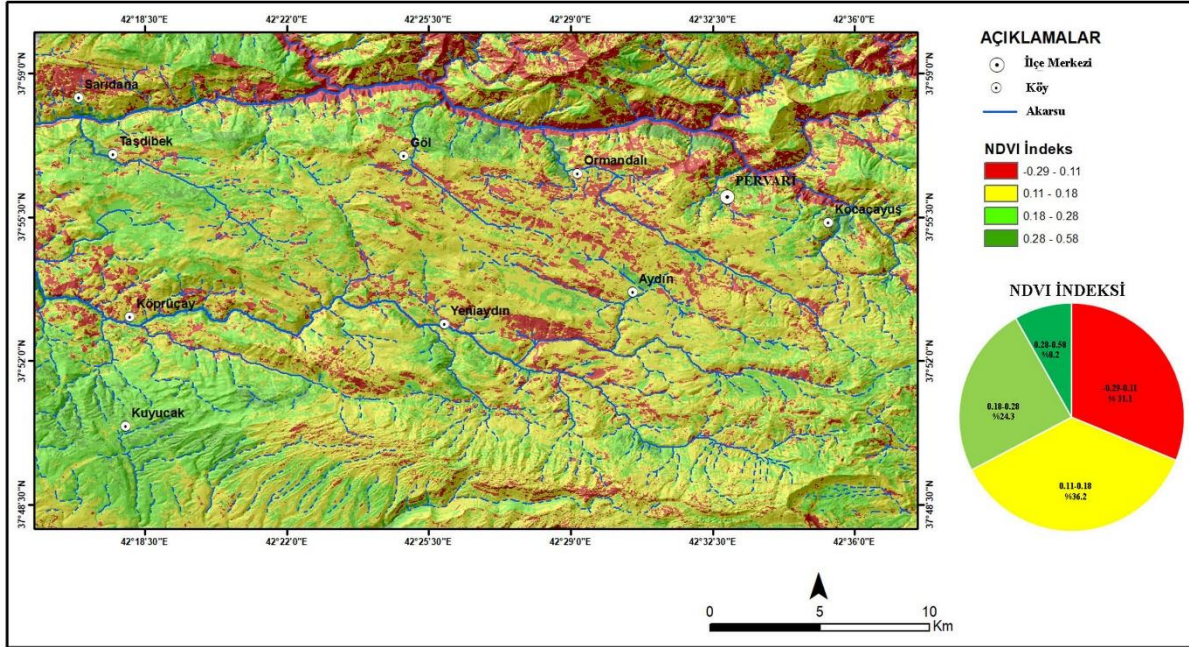 42°18'30"E
42°22'0"E
42°25'30"E
42°29'0"E
42°32'30"E
42°36'0"E
37°59'0"N
37°55'30"N
37°52'0"N
37°48'30"N
Sarıdana
Taşdibek
Göl
Ormandalı
PERVARİ
Kocaçavuş
Aydın
Köprüçay
Yeniaydın
Kuyucak
37°59'0"N
37°55'30"N
37°52'0"N
37°48'30"N
42°18'30"E
42°22'0"E
42°25'30"E
42°29'0"E
42°32'30"E
42°36'0"E
AÇIKLAMALAR
İlçe Merkezi
Köy
Akarsu
NDVI İndeks
-0.29 - 0.11
0.11 - 0.18
0.18 - 0.28
0.28 - 0.58
NDVI İNDEKSİ
0.28-0.58
%8.2
-0.29-0.11
% 31.1
0.18-0.28
%24.3
0.11-0.18
%36.2
0
5
10
Km